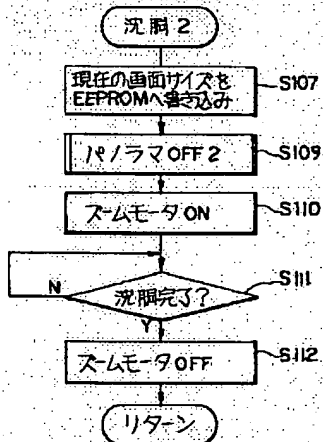 沈胴2
現在の画面サイズを
EEPROMへ書き込み
S107
パノラマOFF2
S109
ズームモータON
S110
N
沈胴完了?
S111
Y
ズームモータOFF
S112
リターン